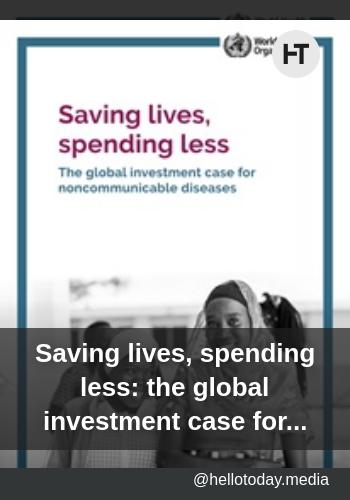 World
Orga
HT
Saving lives,
spending less
The global investment case for
noncommunicable diseases
Saving lives, spending
less: the global
investment case for...
@hellotoday.media